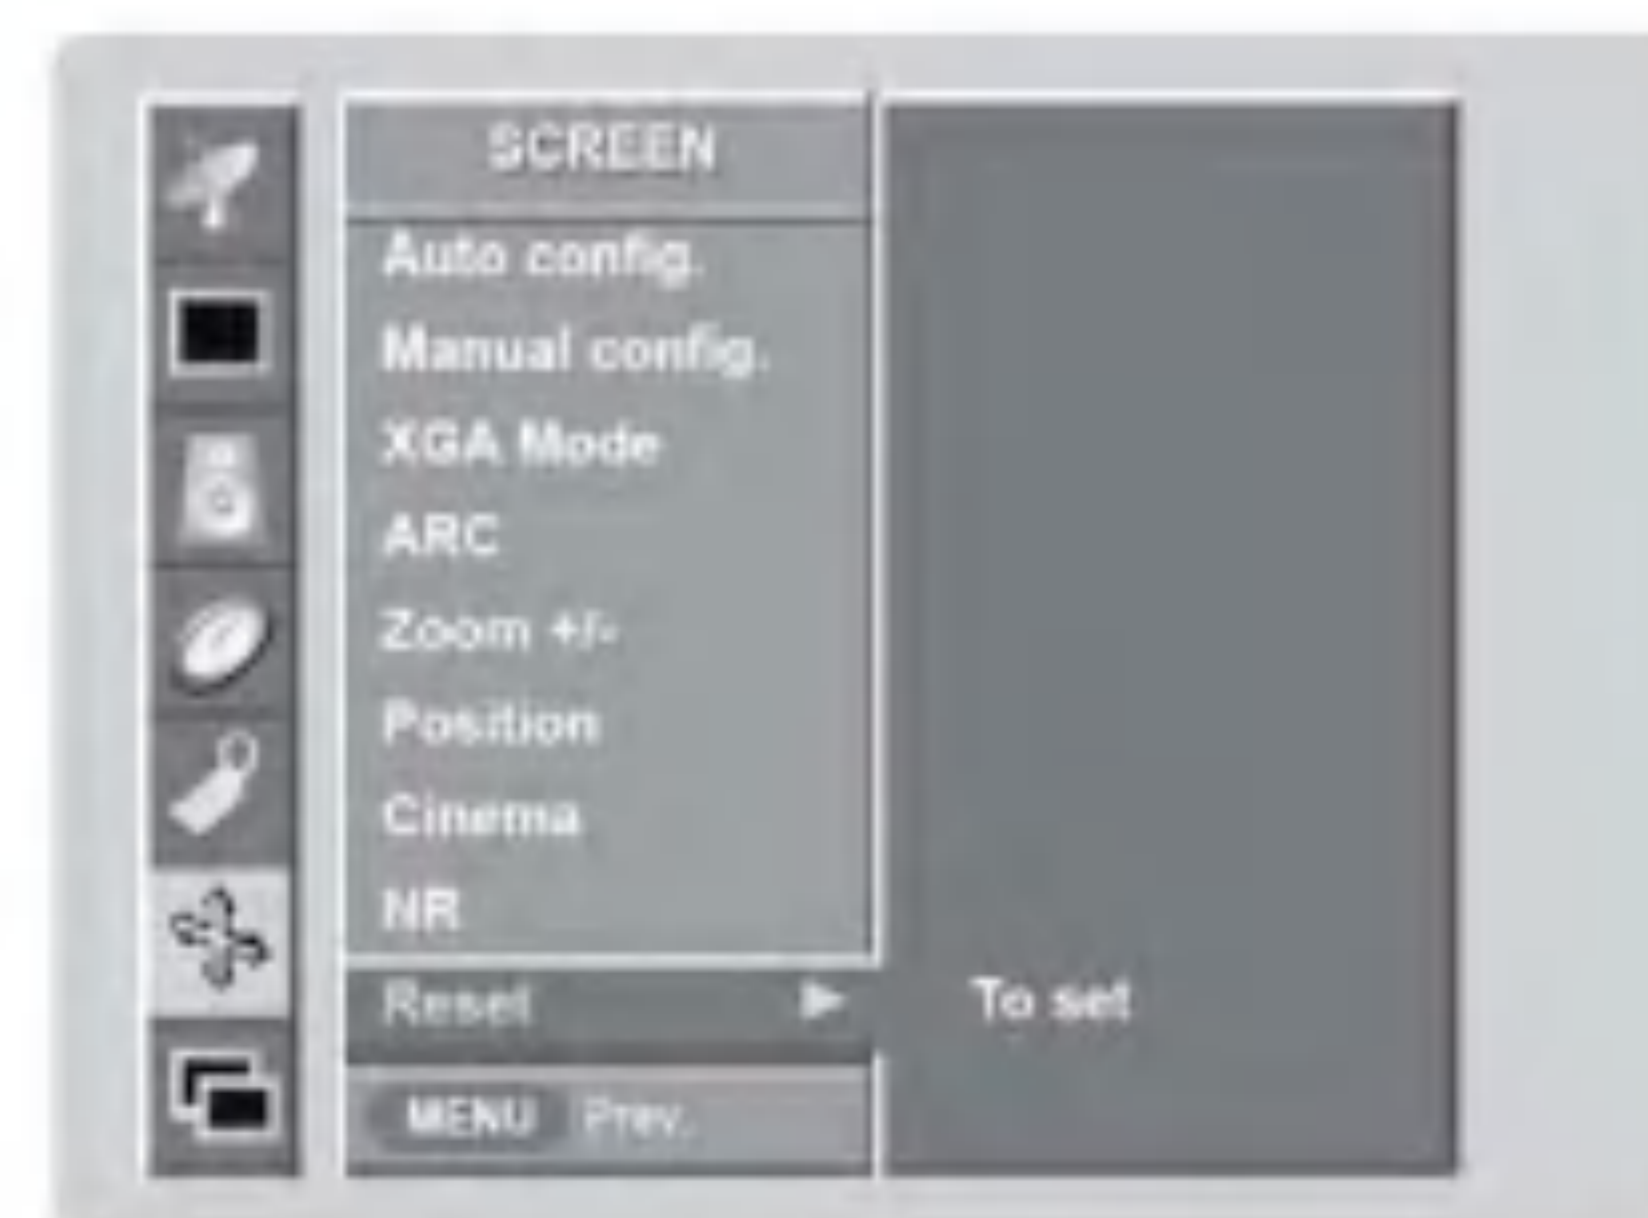 SCREEN
Auto config.
Manual config.
XGA Mode
ARC
Zoom +/-
Position
Cinema
NR
Reset ▶ To set
MENU Prev.